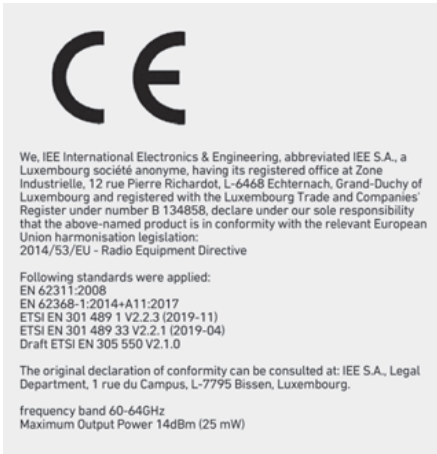 CE
We, IEE International Electronics & Engineering, abbreviated IEE S.A., a
Luxembourg société anonyme, having its registered office at Zone
Industrielle, 12 rue Pierre Richardot, L-6468 Echternach, Grand-Duchy of
Luxembourg and registered with the Luxembourg Trade and Companies'
Register under number B 134858, declare under our sole responsibility
that the above-named product is in conformity with the relevant European
Union harmonisation legislation:
2014/53/EU - Radio Equipment Directive
Following standards were applied:
EN 62311:2008
EN 62368-1:2014+A11:2017
ETSI EN 301 489 1 V2.2.3 (2019-11)
ETSI EN 301 489 33 V2.2.1 (2019-04)
Draft ETSI EN 305 550 V2.1.0
The original declaration of conformity can be consulted at: IEE S.A., Legal
Department, 1 rue du Campus, L-7795 Bissen, Luxembourg.
frequency band 60-64GHz
Maximum Output Power 14dBm (25 mW)